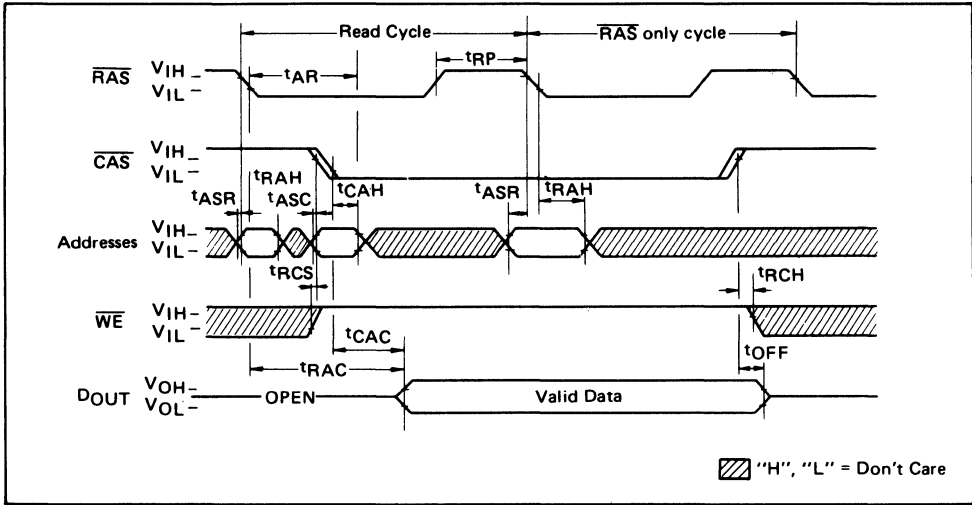 Read Cycle
RAS only cycle
tRP
tAR
RAS
VIH
VIL
CAS
VIH
VIL
tRAH
tCAH
tASR
tASC
tASR
tRAH
Addresses
VIH
VIL
tRCS
tRCH
WE
VIH
VIL
tCAC
tOFF
tRAC
DOUT
VOH
VOL
OPEN
Valid Data
"H", "L" = Don't Care